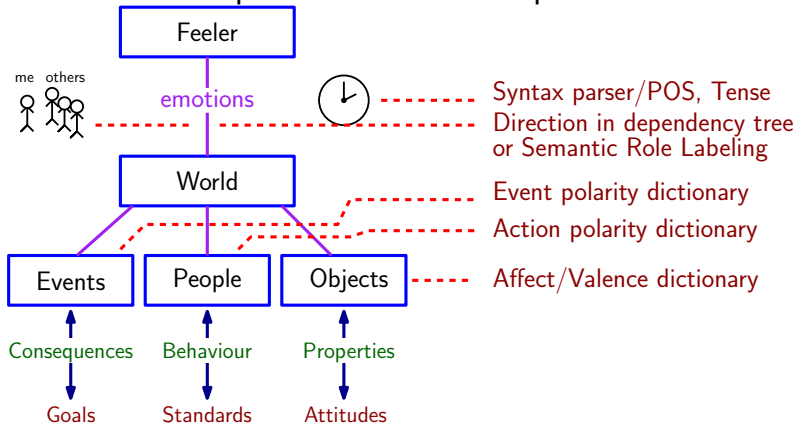 Feeler
me others
emotions
Syntax parser/POS, Tense
Direction in dependency tree
or Semantic Role Labeling
World
Event polarity dictionary
Action polarity dictionary
Events People Objects
Affect/Valence dictionary
Consequences Behaviour Properties
Goals Standards Attitudes